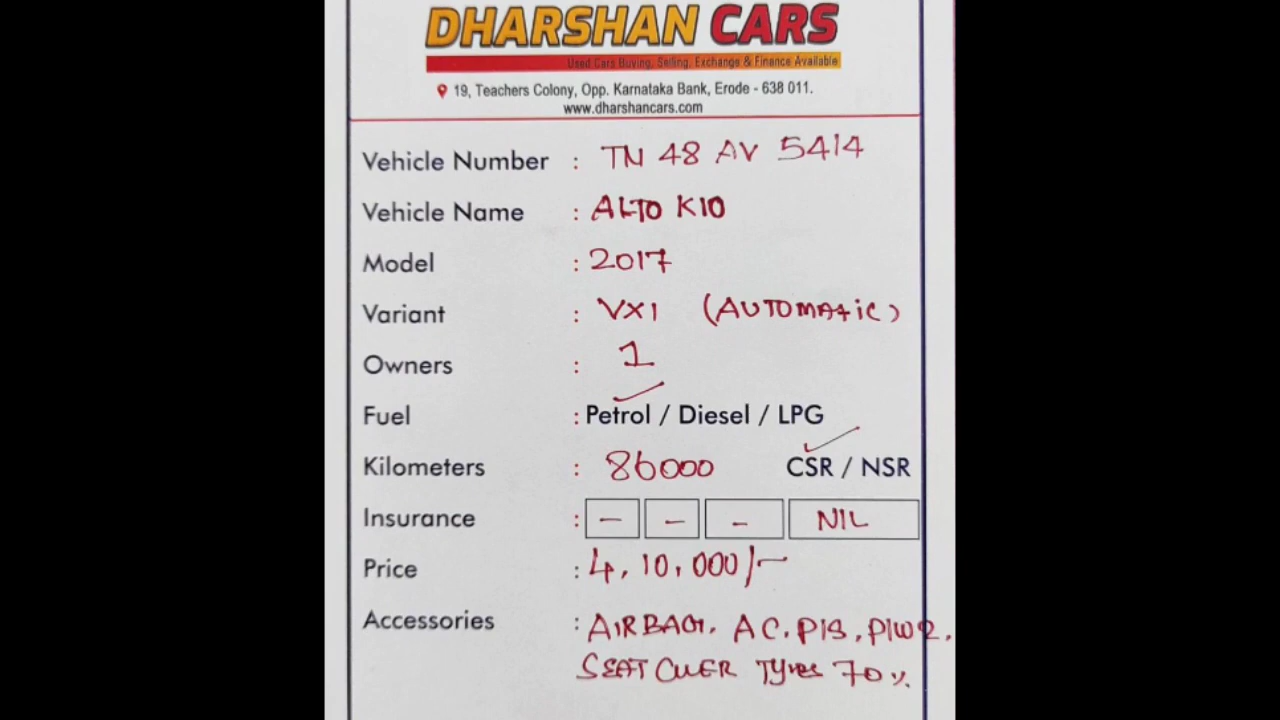 DHARSHAN CARS
Used Cars Buying, Selling, Exchange & Finance Available
19, Teachers Colony, Opp. Karnataka Bank, Erode - 638 011.
www.dharshancars.com
Vehicle Number : TN 48 AV 5414
Vehicle Name : ALTO K10
Model : 2017
Variant : VXI (AUTOMATIC)
Owners : 1
Fuel : Petrol / Diesel / LPG
Kilometers : 86000 CSR / NSR
Insurance : - - - NIL
Price : 4,10,000/-
Accessories : AIRBAG. AC. P/S, P/W 2.
SEAT CUER TYRES 70%.